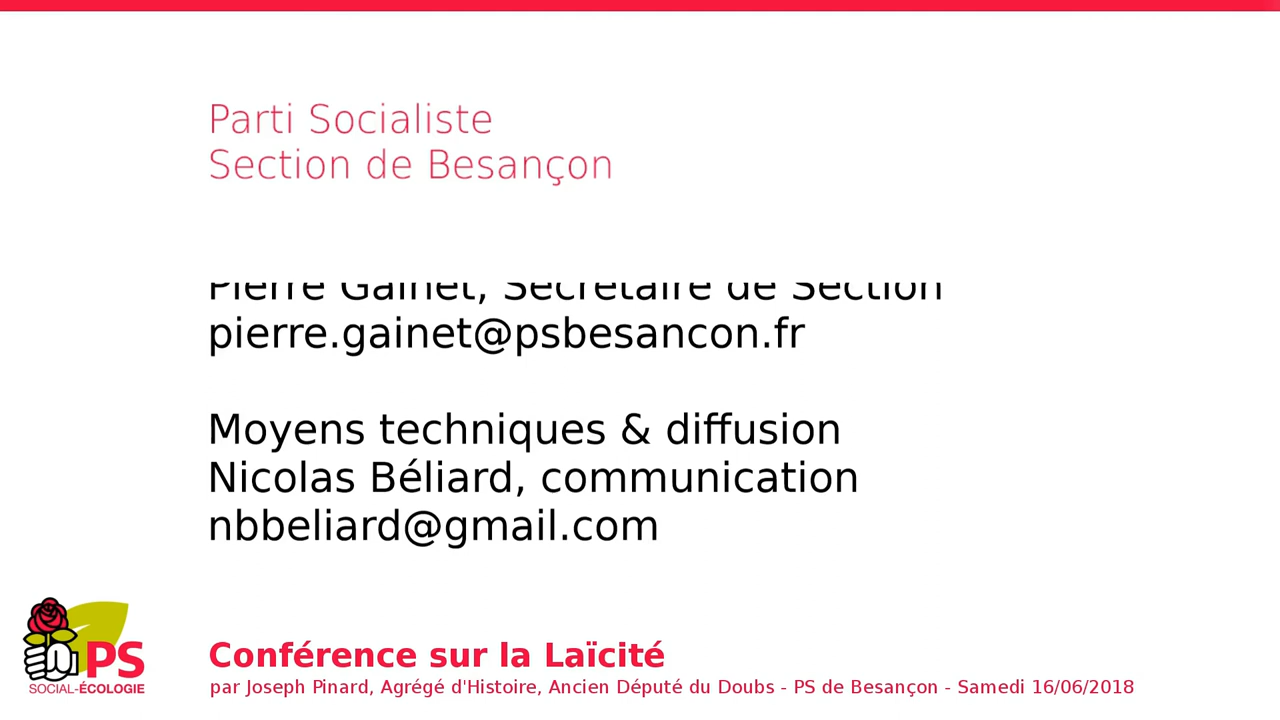 Parti Socialiste
Section de Besançon
Pierre Gainet, Secrétaire de Section
pierre.gainet@psbesancon.fr
Moyens techniques & diffusion
Nicolas Béliard, communication
nbbeliard@gmail.com
PS
SOCIAL-ÉCOLOGIE
Conférence sur la Laïcité
par Joseph Pinard, Agrégé d'Histoire, Ancien Député du Doubs - PS de Besançon - Samedi 16/06/2018